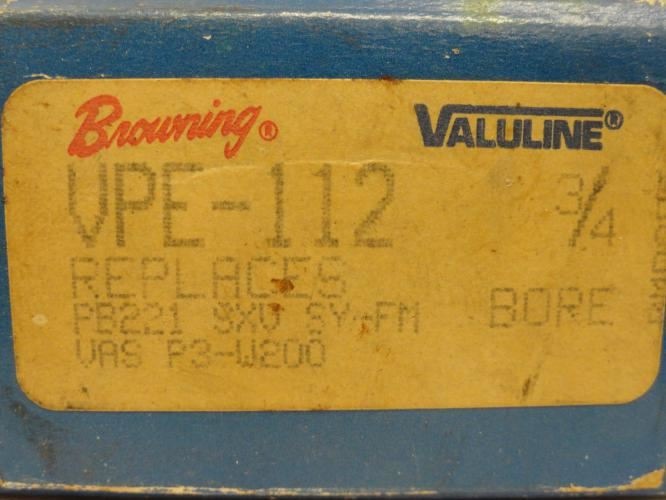 Browning® VALULINE®
VPE-112 3/4
REPLACES
PB221 SXV SY-FM BORE
VAS P3-W200